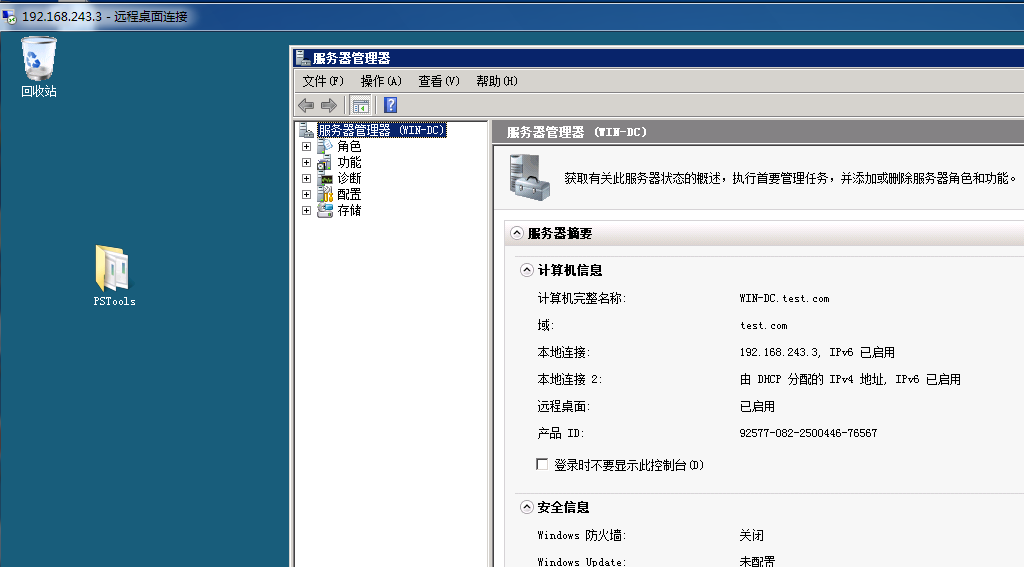 192.168.243.3 - 远程桌面连接
回收站
服务器管理器
文件(F) 操作(A) 查看(V) 帮助(H)
服务器管理器 (WIN-DC)
角色
功能
诊断
配置
存储
PSTools
服务器管理器 (WIN-DC)
获取有关此服务器状态的概述，执行首要管理任务，并添加或删除服务器角色和功能。
服务器摘要
计算机信息
计算机完整名称: WIN-DC.test.com
域: test.com
本地连接: 192.168.243.3, IPv6 已启用
本地连接 2: 由 DHCP 分配的 IPv4 地址, IPv6 已启用
远程桌面: 已启用
产品 ID: 92577-082-2500446-76567
登录时不要显示此控制台(D)
安全信息
Windows 防火墙: 关闭
Windows Update: 未配置